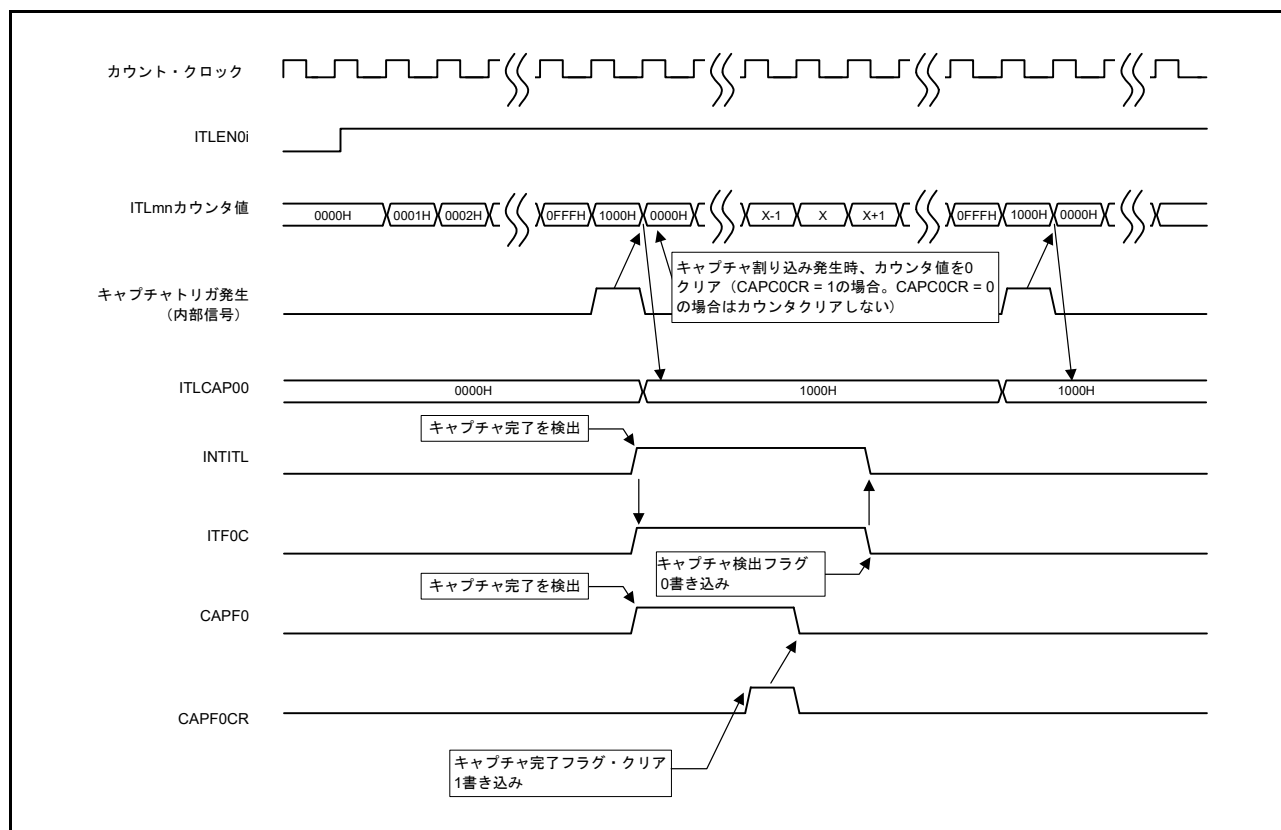 カウント・クロック
ITLEN0i
ITLmnカウンタ値
0000H 0001H 0002H 0FFFH 1000H 0000H X-1 X X+1 0FFFH 1000H 0000H
キャプチャ割り込み発生時、カウンタ値を0
クリア（CAPC0CR = 1の場合。CAPC0CR = 0
の場合はカウンタクリアしない）
キャプチャトリガ発生
（内部信号）
ITLCAP00
0000H 1000H 1000H
キャプチャ完了を検出
INTITL
ITF0C
キャプチャ検出フラグ
0書き込み
キャプチャ完了を検出
CAPF0
CAPF0CR
キャプチャ完了フラグ・クリア
1書き込み